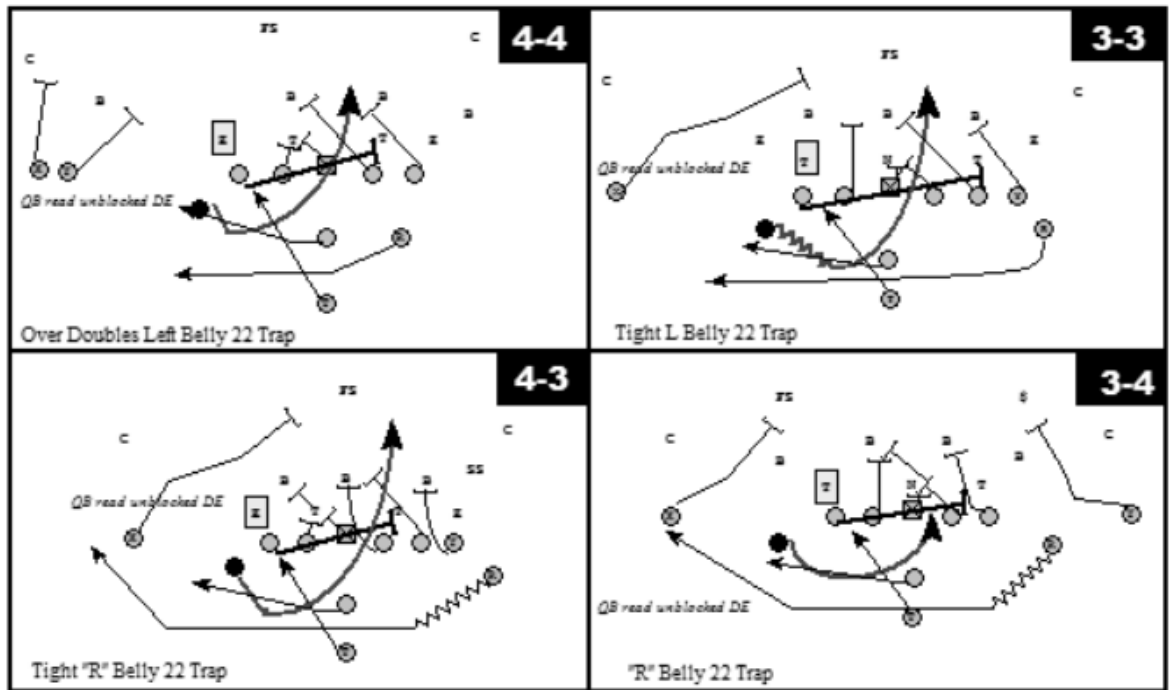 FS
C
4-4
C
B
B
B
B
E
T
T
E
QB read unblocked DE
T
Over Doubles Left Belly 22 Trap
3-3
FS
C
C
B
B
B
E
T
N
T
E
QB read unblocked DE
T
Tight L Belly 22 Trap
4-3
FS
C
C
SS
B
B
B
QB read unblocked DE
E
T
T
E
T
Tight "R" Belly 22 Trap
3-4
FS
S
C
C
B
B
B
B
T
N
T
QB read unblocked DE
T
"R" Belly 22 Trap